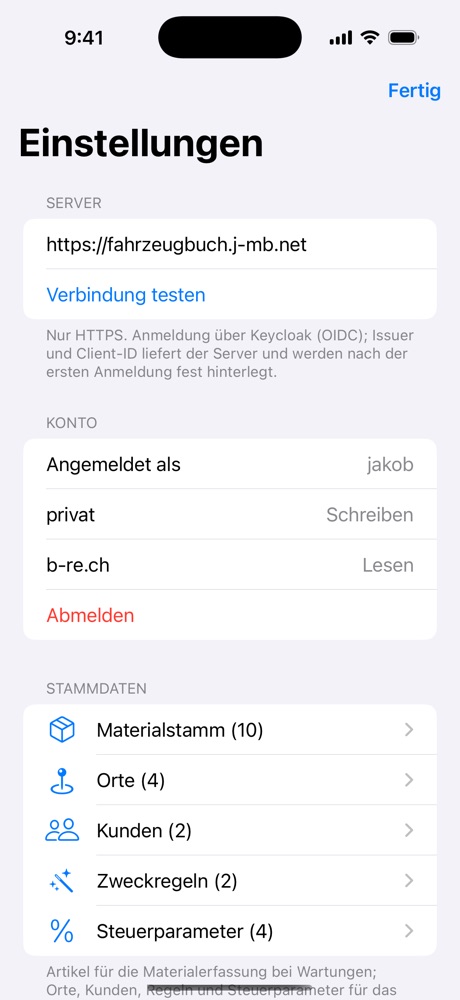 9:41
Fertig
Einstellungen
SERVER
https://fahrzeugbuch.j-mb.net
Verbindung testen
Nur HTTPS. Anmeldung über Keycloak (OIDC); Issuer
und Client-ID liefert der Server und werden nach der
ersten Anmeldung fest hinterlegt.
KONTO
Angemeldet als jakob
privat Schreiben
b-re.ch Lesen
Abmelden
STAMMDATEN
Materialstamm (10)
Orte (4)
Kunden (2)
Zweckregeln (2)
% Steuerparameter (4)
Artikel für die Materialerfassung bei Wartungen;
Orte, Kunden, Regeln und Steuerparameter für das